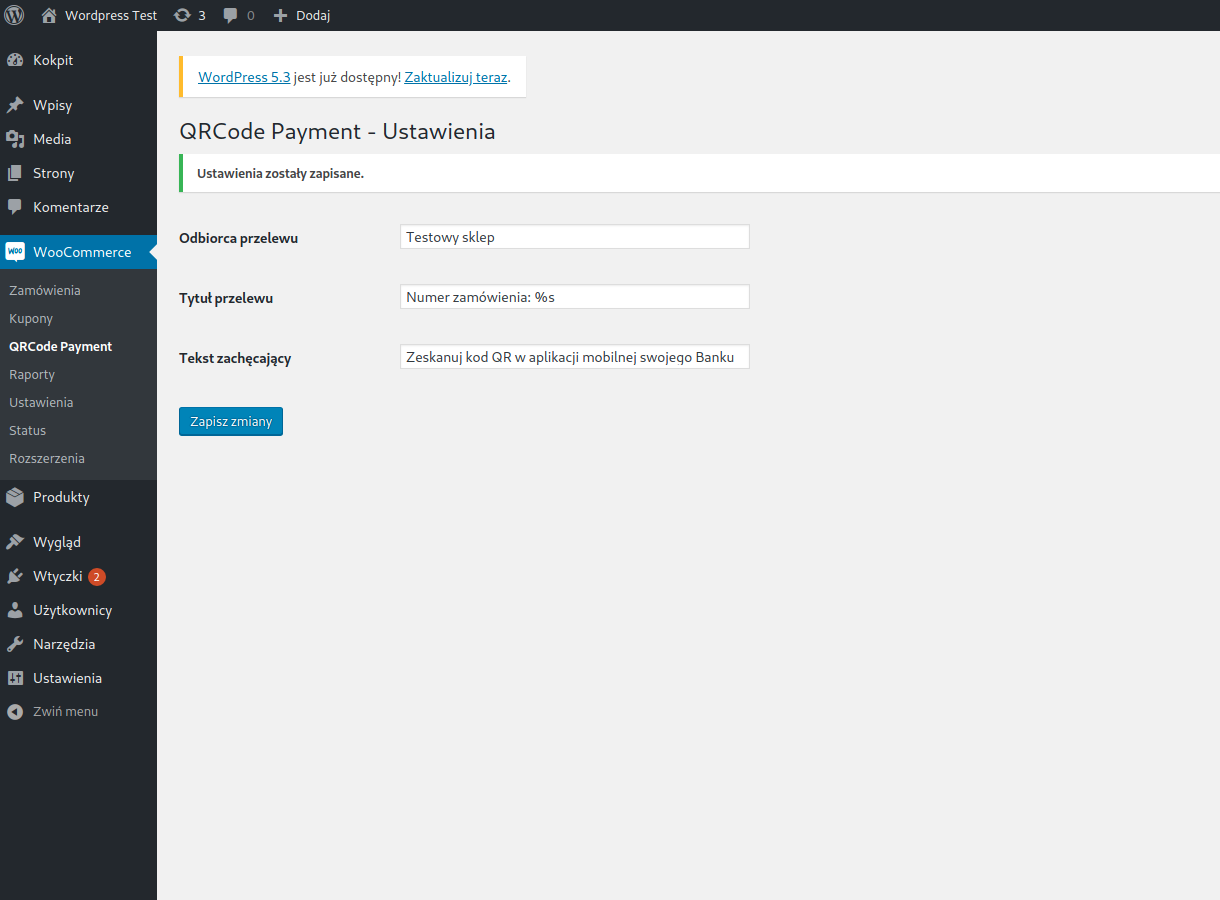 Wordpress Test 3 0 Dodaj
Kokpit
Wpisy
Media
Strony
Komentarze
WOO WooCommerce
Zamówienia
Kupony
QRCode Payment
Raporty
Ustawienia
Status
Rozszerzenia
Produkty
Wygląd
Wtyczki 2
Użytkownicy
Narzędzia
Ustawienia
Zwiń menu
WordPress 5.3 jest już dostępny! Zaktualizuj teraz.
QRCode Payment - Ustawienia
Ustawienia zostały zapisane.
Odbiorca przelewu Testowy sklep
Tytuł przelewu Numer zamówienia: %s
Tekst zachęcający Zeskanuj kod QR w aplikacji mobilnej swojego Banku
Zapisz zmiany